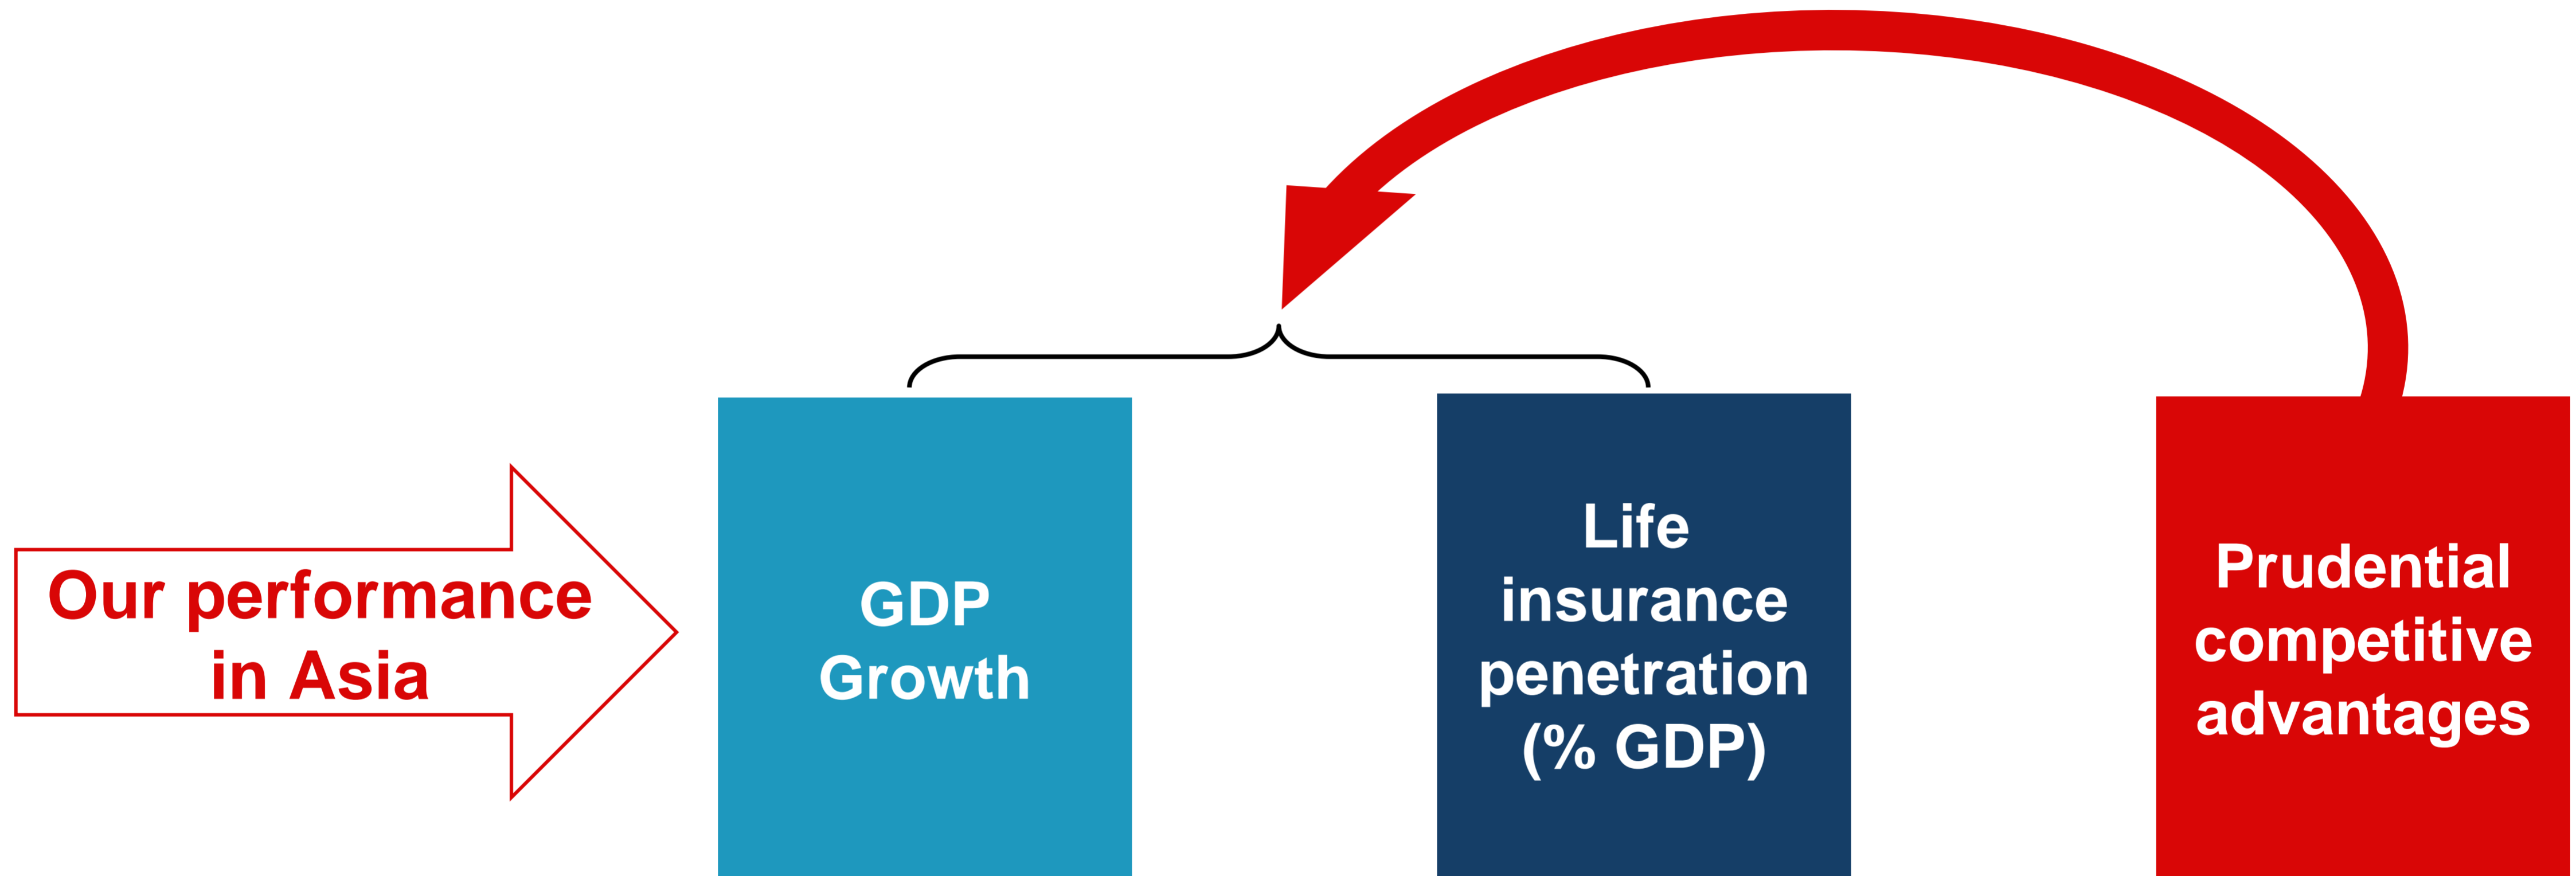 Our performance
in Asia
GDP
Growth
Life
insurance
penetration
(% GDP)
Prudential
competitive
advantages